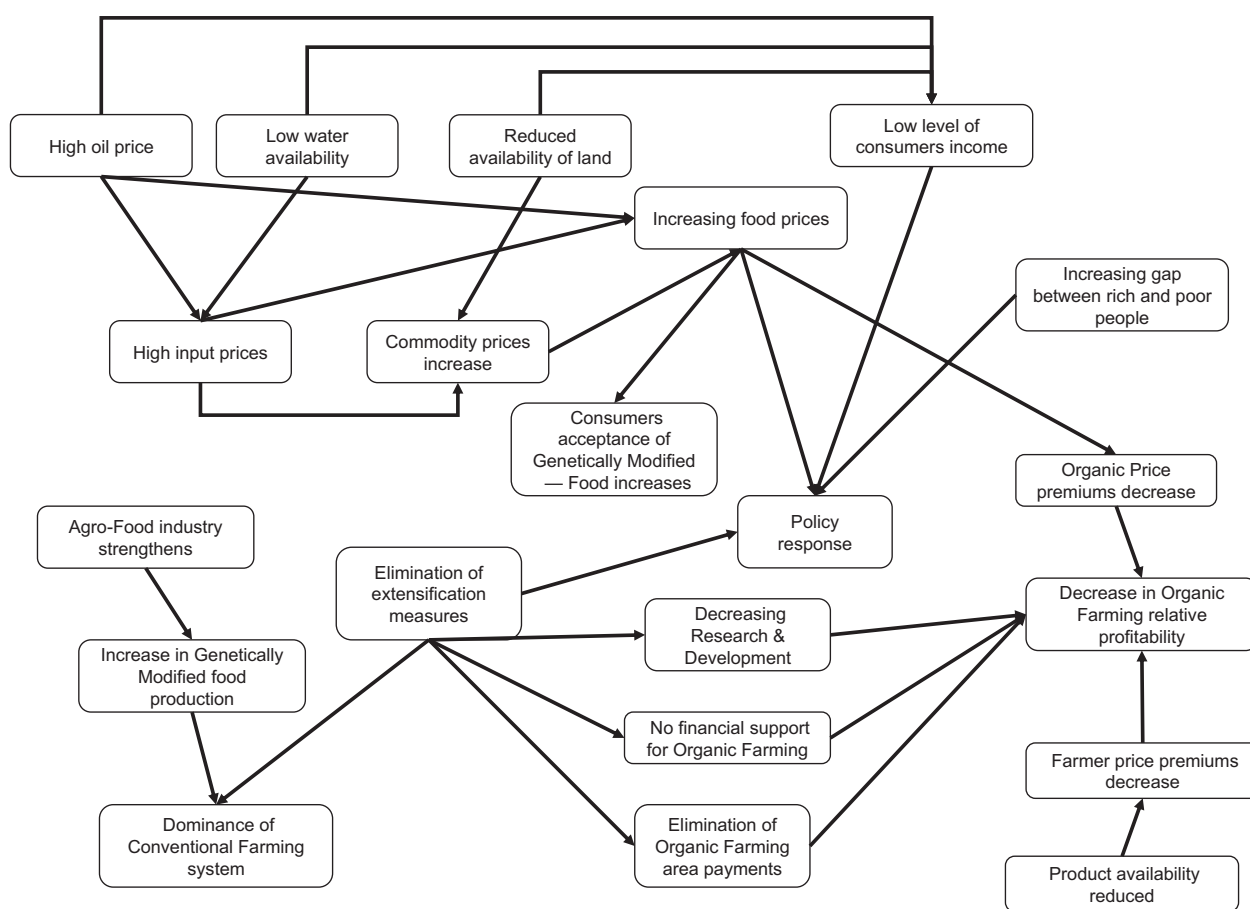 High oil price
Low water
availability
Reduced
availability of land
Low level of
consumers income
Increasing food prices
Increasing gap
between rich and poor
people
High input prices
Commodity prices
increase
Consumers
acceptance of
Genetically Modified
— Food increases
Organic Price
premiums decrease
Agro-Food industry
strengthens
Policy
response
Elimination of
extensification
measures
Decreasing
Research &
Development
Decrease in Organic
Farming relative
profitability
Increase in Genetically
Modified food
production
No financial support
for Organic Farming
Farmer price premiums
decrease
Dominance of
Conventional Farming
system
Elimination of
Organic Farming
area payments
Product availability
reduced